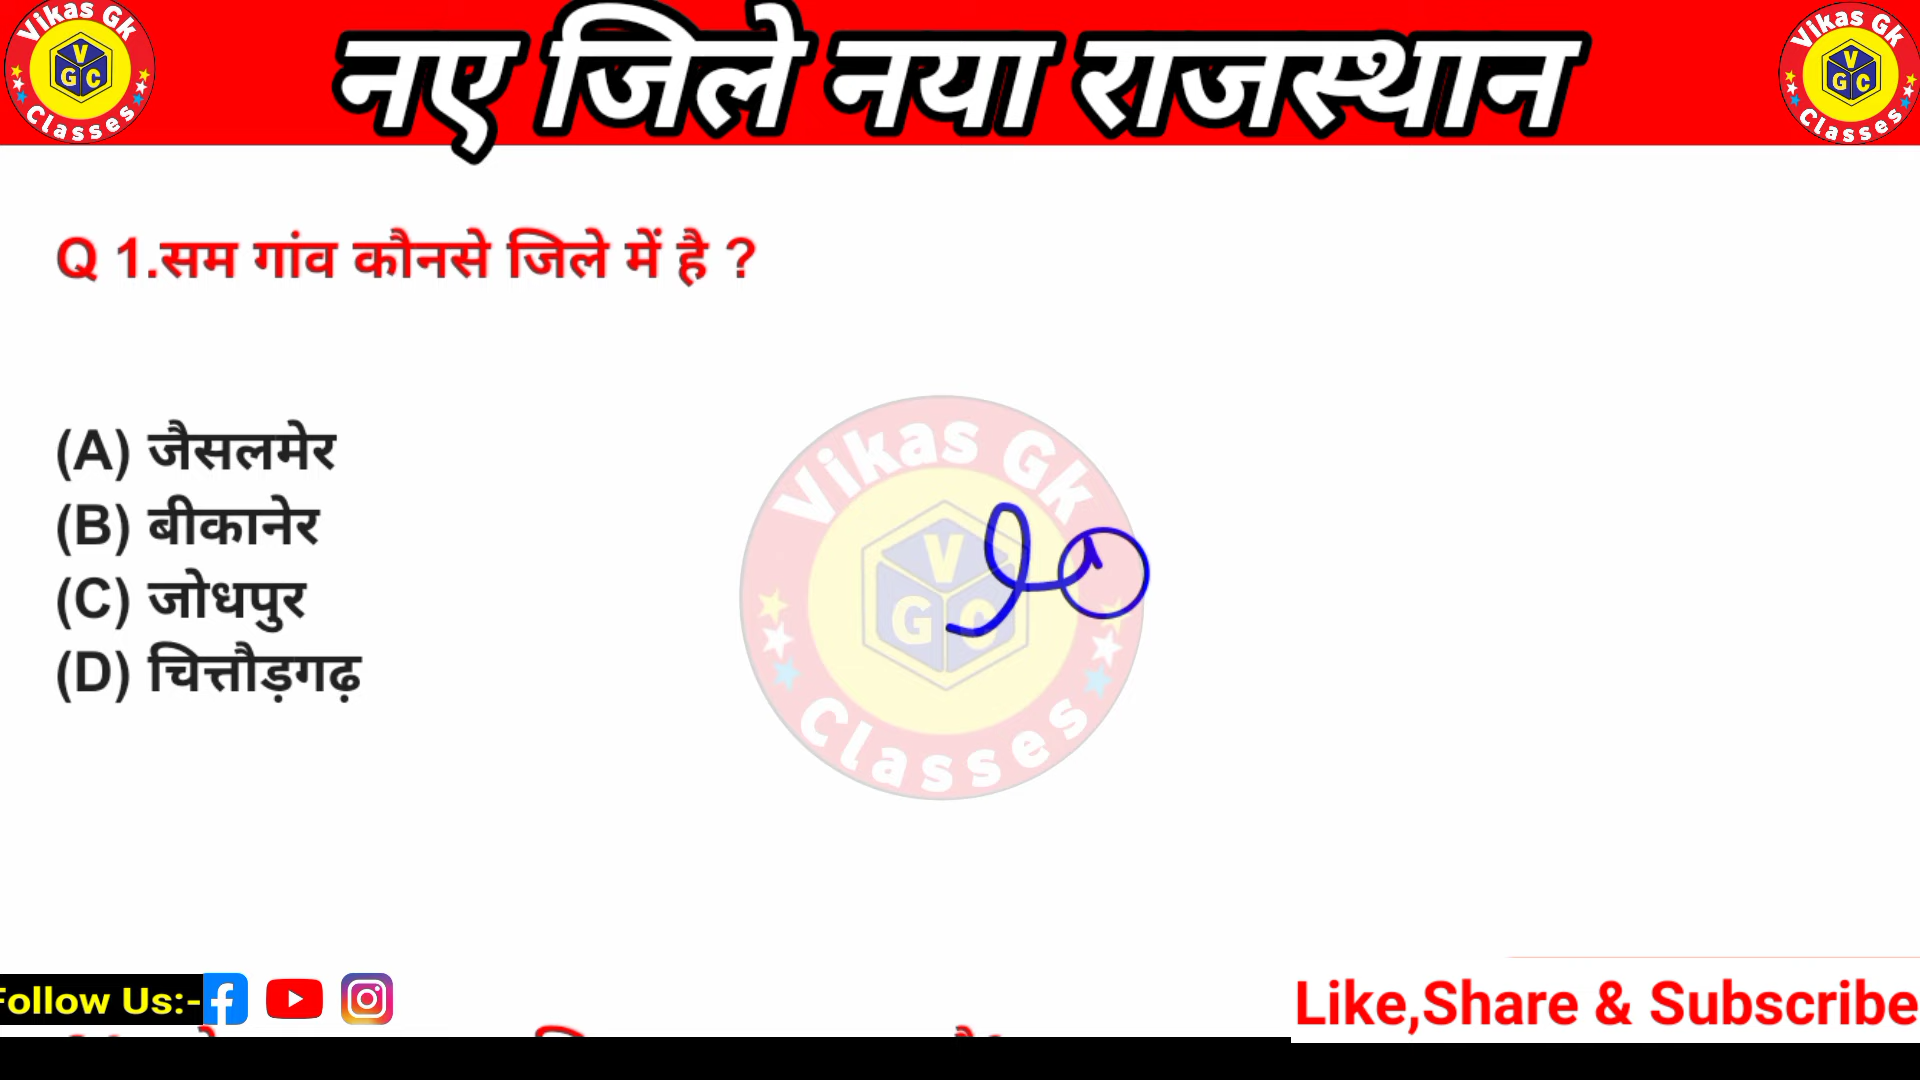 Vikas Gk
V
G C
Classes
नए जिले नया राजस्थान
Vikas Gk
V
G C
Classes
Q 1.सम गांव कौनसे जिले में है ?
(A) जैसलमेर
(B) बीकानेर
(C) जोधपुर
(D) चित्तौड़गढ़
Vikas Gk
V
G C
Classes
Follow Us:-
Like,Share & Subscribe